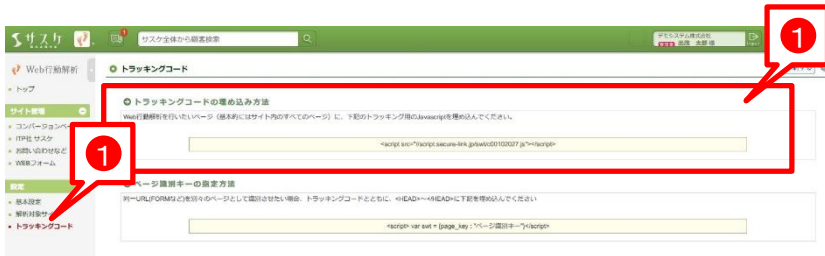 サスケ
サスケ全体から顧客検索
デモシステム株式会社
1
Web行動解析
トラッキングコード
トップ
トラッキングコードの埋め込み方法
Web行動解析を行いたいページ(基本的にはサイト内のすべてのページ)に、下記のトラッキング用のJavascriptを埋め込んでください。
サイト情報
コンバージョンペ
ITP社 サスケ
<script src="//script.secure-link.jp/swt/c00102027.js"></script>
お問い合わせなど
WEBフォーム
1
ページ識別キーの指定方法
設定
同一URL(FORMなど)を別々のページとして識別させたい場合、トラッキングコードとともに、<HEAD>~</HEAD>に下記を埋め込んでください
基本設定
解析対象サ
トラッキングコード
<script> var swt = {page_key : "ページ識別キー"}</script>